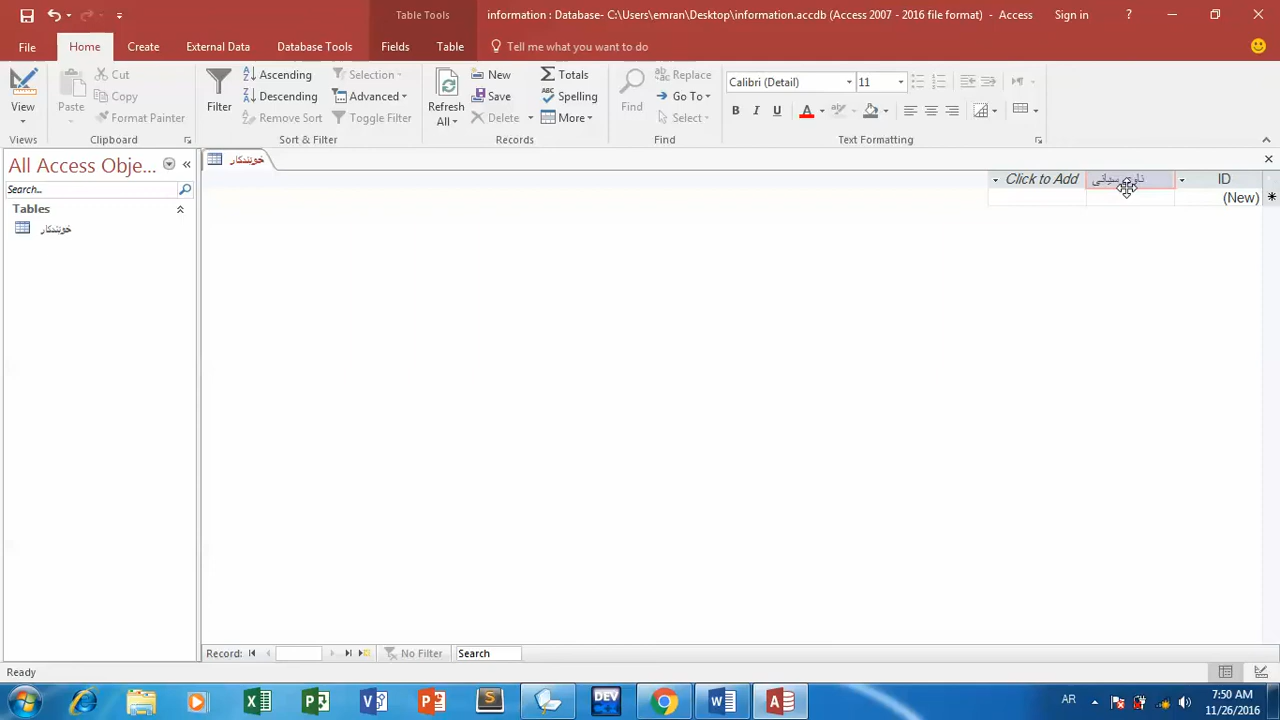 Table Tools
information : Database- C:\Users\emran\Desktop\information.accdb (Access 2007 - 2016 file format) - Access
Sign in
?
File
Home
Create
External Data
Database Tools
Fields
Table
Tell me what you want to do
View
Views
Paste
Cut
Copy
Format Painter
Clipboard
Filter
Ascending
Descending
Remove Sort
Selection
Advanced
Toggle Filter
Sort & Filter
Refresh
All
New
Save
Delete
Totals
Spelling
More
Records
Find
Replace
Go To
Select
Find
Calibri (Detail)
11
B I U
Text Formatting
All Access Obje...
Search...
Tables
خوێندکار
خوێندکار
Click to Add
ID
(New)
Record:
No Filter
Search
Ready
DEV
AR
7:50 AM
11/26/2016